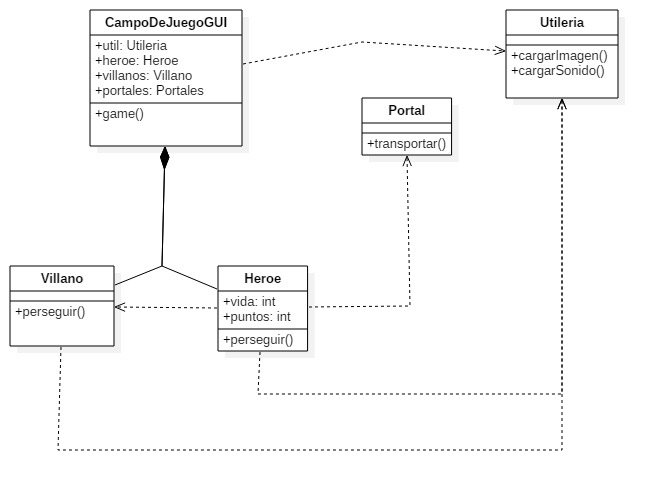 CampoDeJuegoGUI
+util: Utileria
+heroe: Heroe
+villanos: Villano
+portales: Portales
+game()
Utileria
+cargarImagen()
+cargarSonido()
Portal
+transportar()
Villano
+perseguir()
Heroe
+vida: int
+puntos: int
+perseguir()